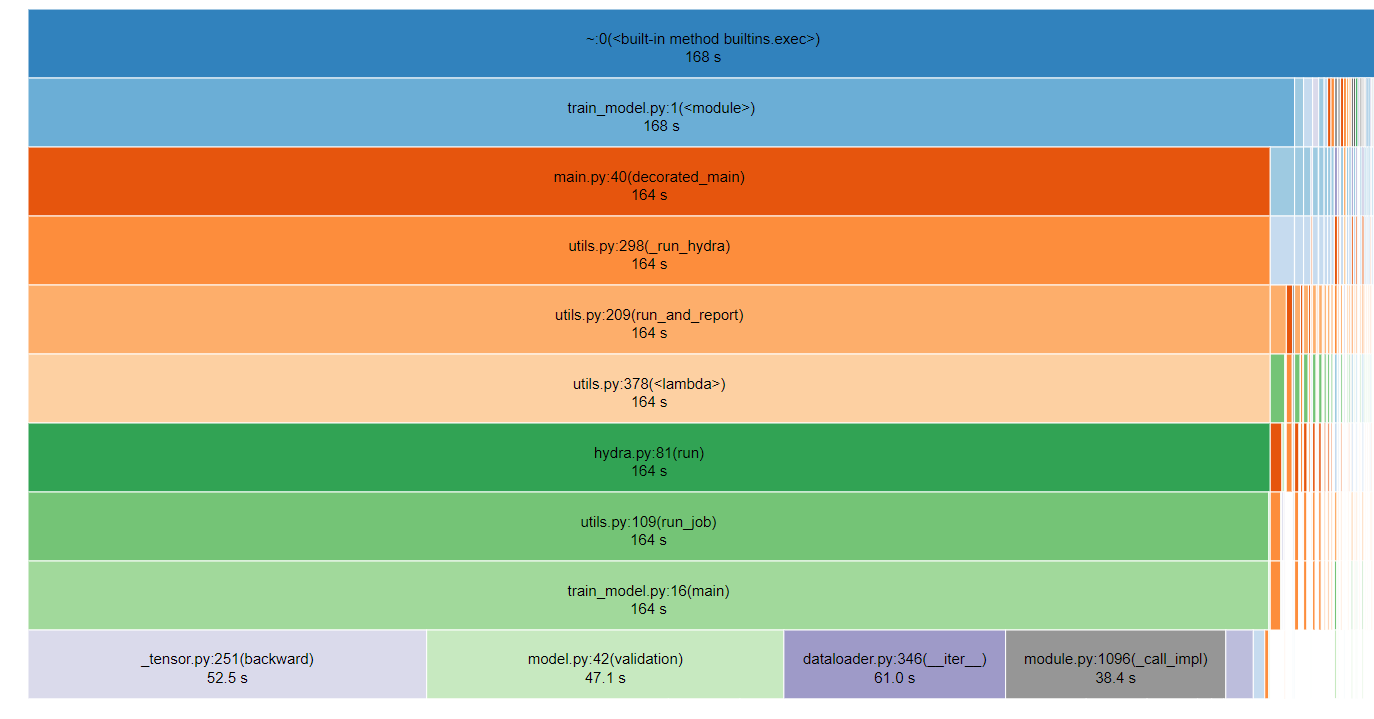 ~:0(<built-in method builtins.exec>)
168 s
train_model.py:1(<module>)
168 s
main.py:40(decorated_main)
164 s
utils.py:298(_run_hydra)
164 s
utils.py:209(run_and_report)
164 s
utils.py:378(<lambda>)
164 s
hydra.py:81(run)
164 s
utils.py:109(run_job)
164 s
train_model.py:16(main)
164 s
_tensor.py:251(backward)
52.5 s
model.py:42(validation)
47.1 s
dataloader.py:346(__iter__)
61.0 s
module.py:1096(_call_impl)
38.4 s